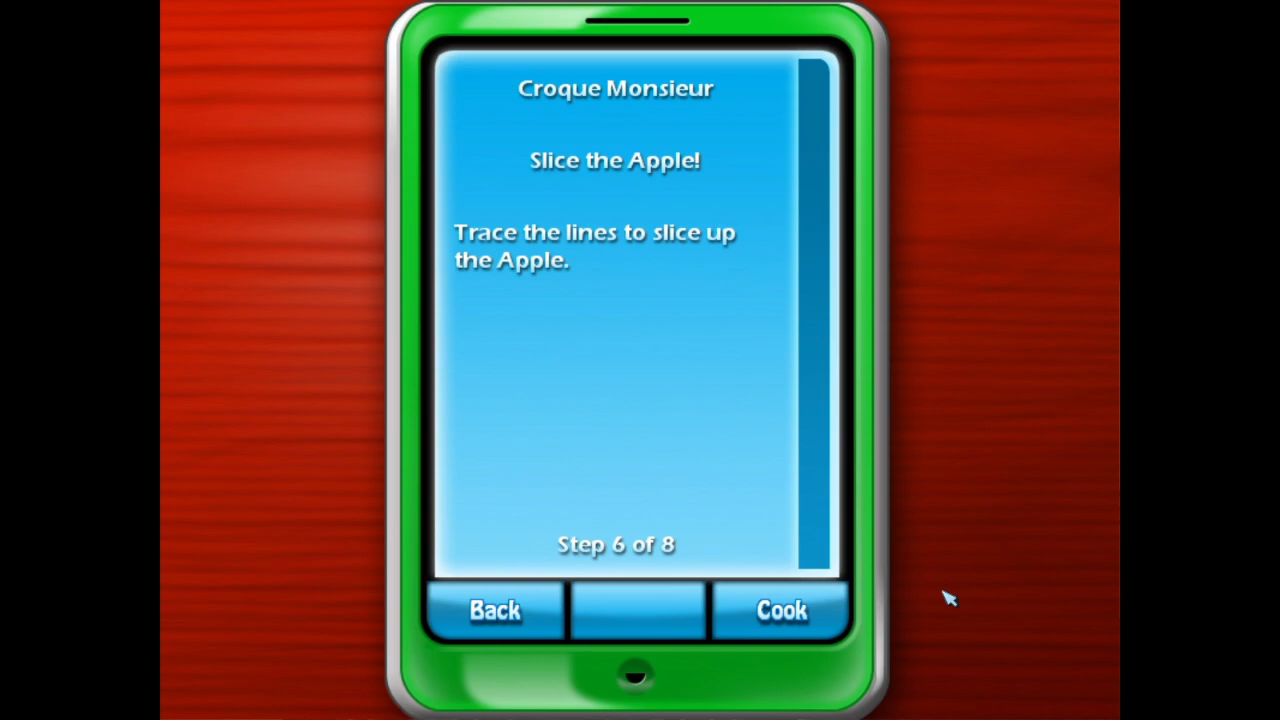 Croque Monsieur
Slice the Apple!
Trace the lines to slice up
the Apple.
Step 6 of 8
Back
Cook